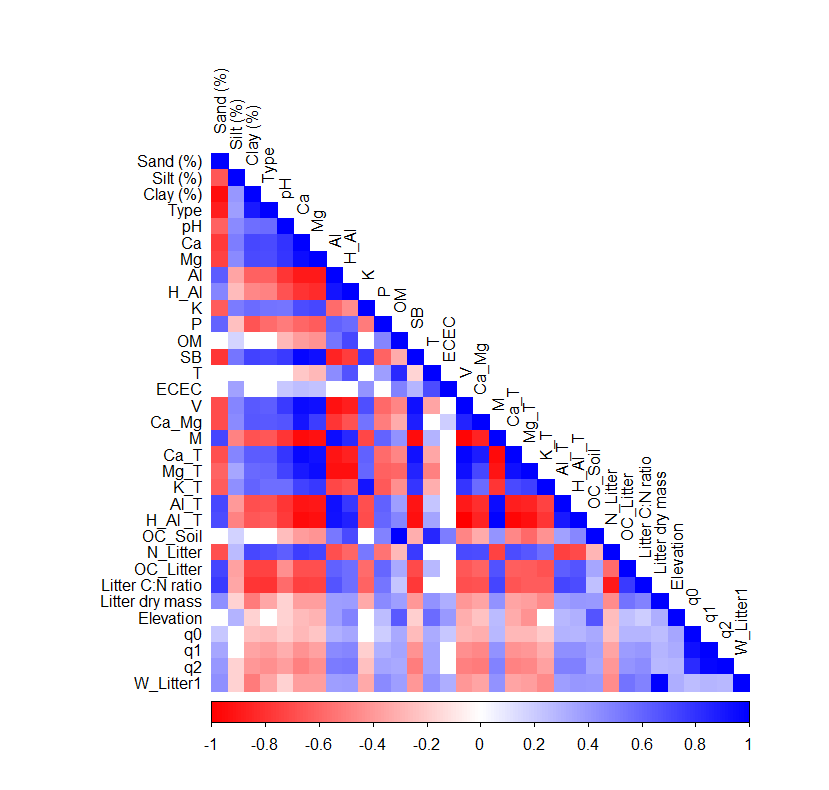 Sand (%)
Silt (%)
Clay (%)
Type
pH
Ca
Mg
Al
H_Al
K
P
OM
SB
T
ECEC
V
Ca_Mg
M
Ca_T
Mg_T
K_T
Al_T
H_Al_T
OC_Soil
N_Litter
OC_Litter
Litter C:N ratio
Litter dry mass
Elevation
q0
q1
q2
W_Litter1
Sand (%)
Silt (%)
Clay (%)
Type
pH
Ca
Mg
Al
H_Al
K
P
OM
SB
T
ECEC
V
Ca_Mg
M
Ca_T
Mg_T
K_T
Al_T
H_Al_T
OC_Soil
N_Litter
OC_Litter
Litter C:N ratio
Litter dry mass
Elevation
q0
q1
q2
W_Litter1
-1 -0.8 -0.6 -0.4 -0.2 0 0.2 0.4 0.6 0.8 1